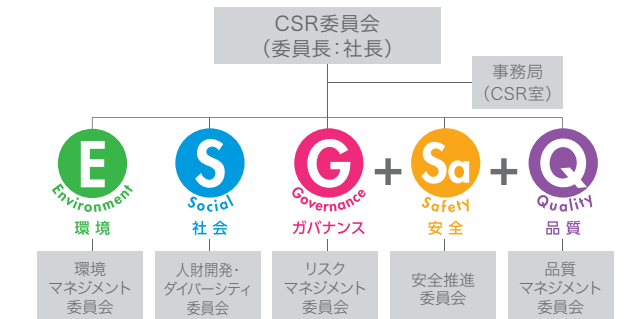 CSR委員会
（委員長：社長）
事務局
（CSR室）
E
Environment
環境
S
Social
社会
G
Governance
ガバナンス
+
Sa
Safety
安全
+
Q
Quality
品質
環境
マネジメント
委員会
人財開発・
ダイバーシティ
委員会
リスク
マネジメント
委員会
安全推進
委員会
品質
マネジメント
委員会